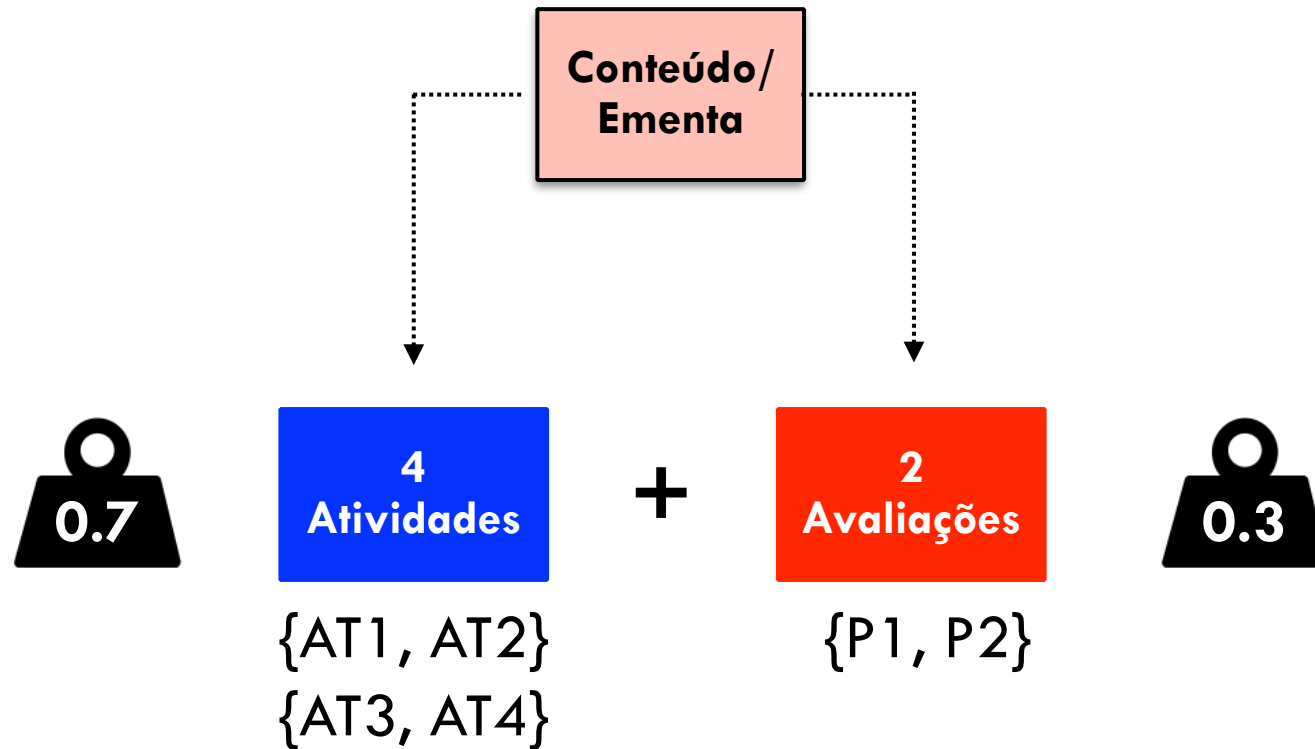 Conteúdo/
Ementa
0.7
4
Atividades
+
2
Avaliações
0.3
{AT1, AT2}
{AT3, AT4}
{P1, P2}